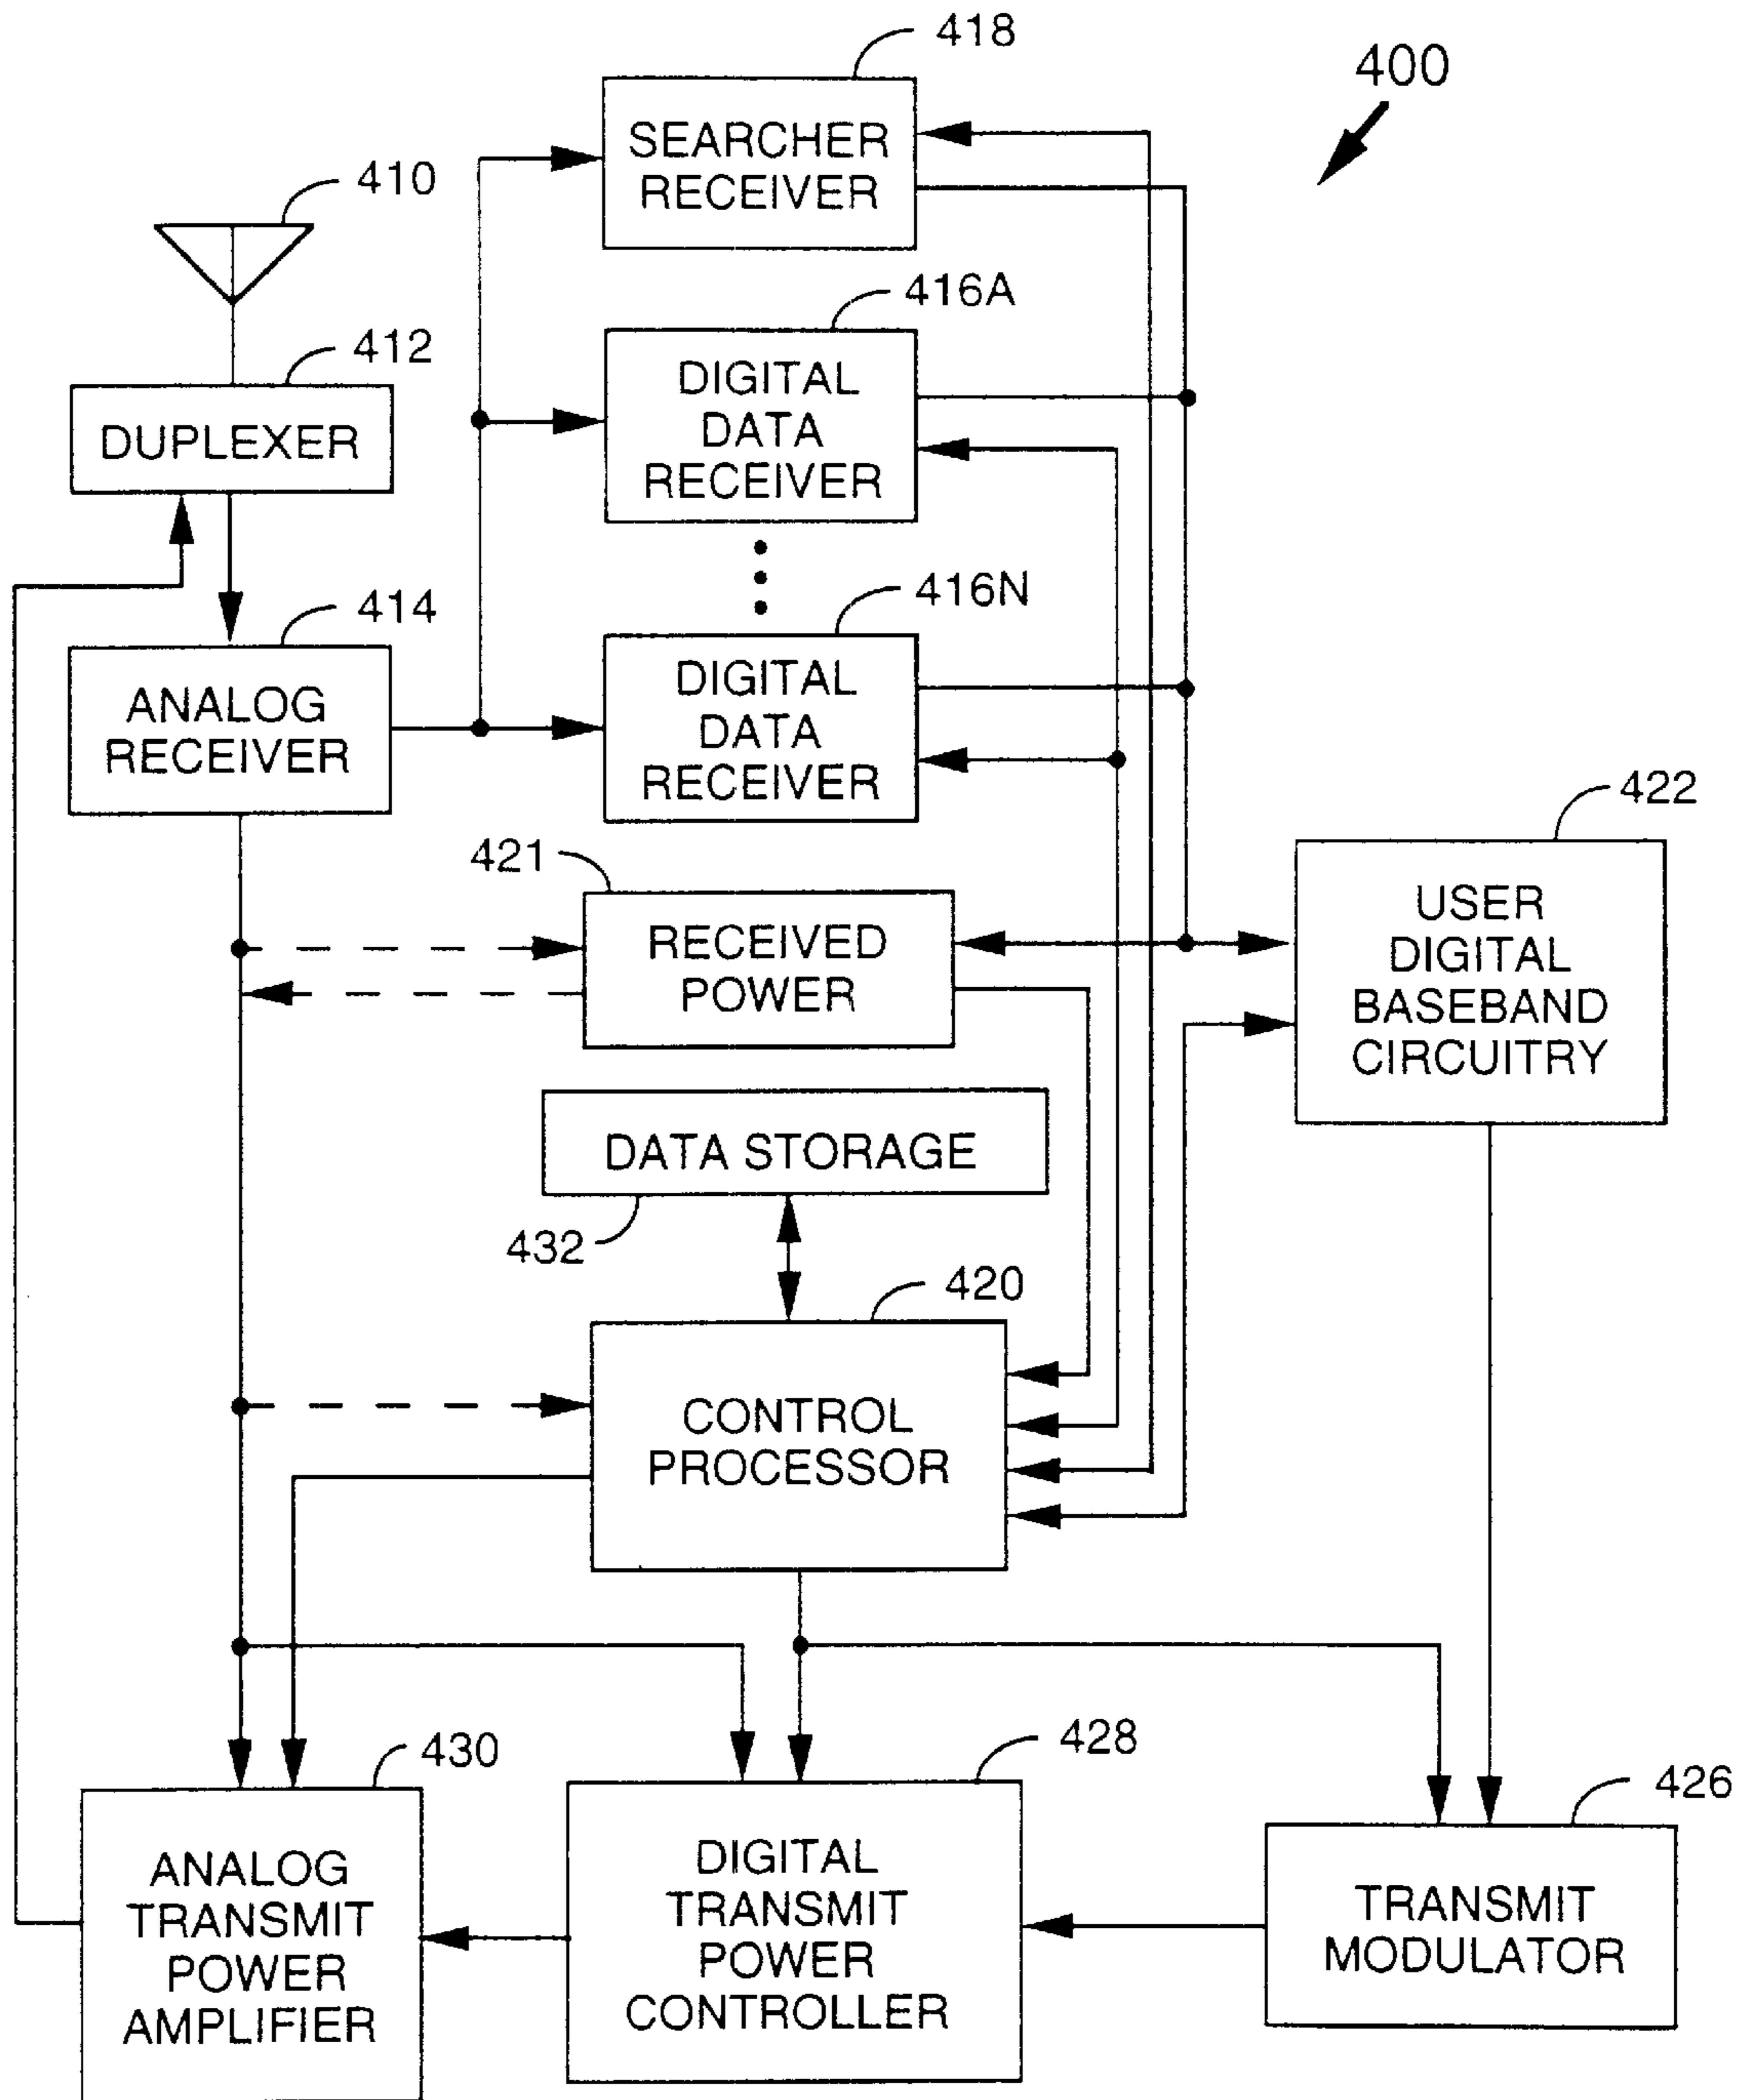 418
400
SEARCHER
RECEIVER
410
416A
412
DIGITAL
DATA
RECEIVER
DUPLEXER
416N
414
DIGITAL
DATA
RECEIVER
ANALOG
RECEIVER
422
421
USER
DIGITAL
BASEBAND
CIRCUITRY
RECEIVED
POWER
DATA STORAGE
432
420
CONTROL
PROCESSOR
430
428
426
ANALOG
TRANSMIT
POWER
AMPLIFIER
DIGITAL
TRANSMIT
POWER
CONTROLLER
TRANSMIT
MODULATOR